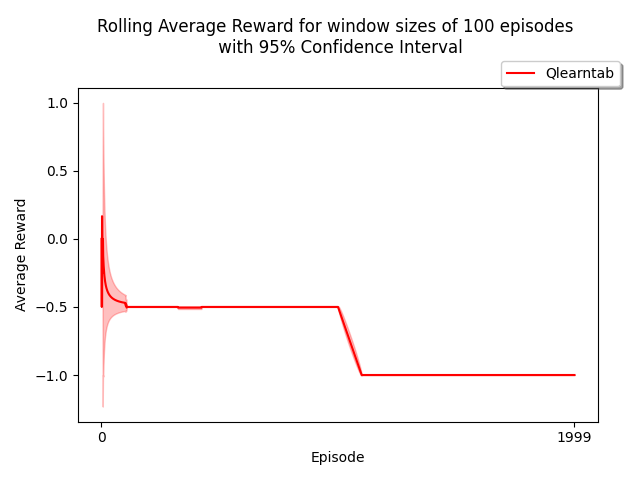 Rolling Average Reward for window sizes of 100 episodes
with 95% Confidence Interval
Qlearntab
1.0
0.5
0.0
−0.5
−1.0
Average Reward
0
1999
Episode